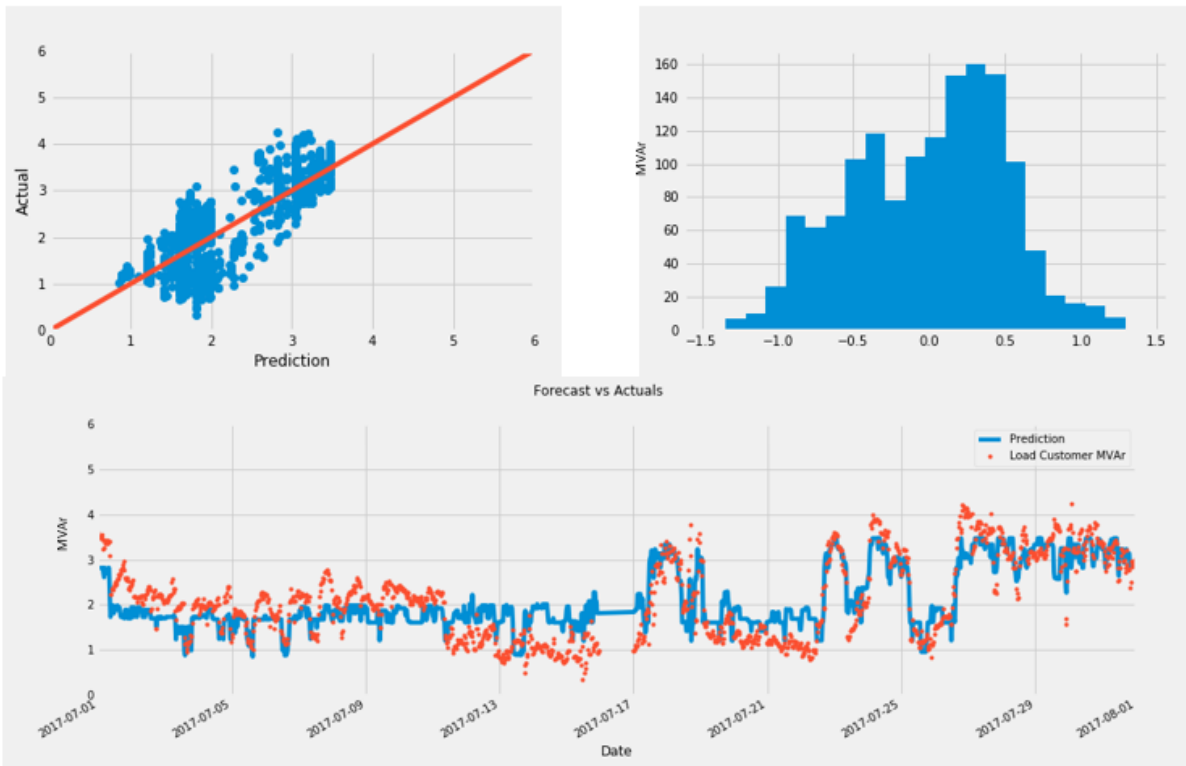 6
5
4
3
2
1
0
Actual
0 1 2 3 4 5 6
Prediction
160
140
120
100
80
60
40
20
0
MVAr
−1.5 −1.0 −0.5 0.0 0.5 1.0 1.5
Forecast vs Actuals
6
5
4
3
2
1
0
MVAr
Prediction
Load Customer MVAr
2017-07-01 2017-07-05 2017-07-09 2017-07-13 2017-07-17 2017-07-21 2017-07-25 2017-07-29 2017-08-01
Date